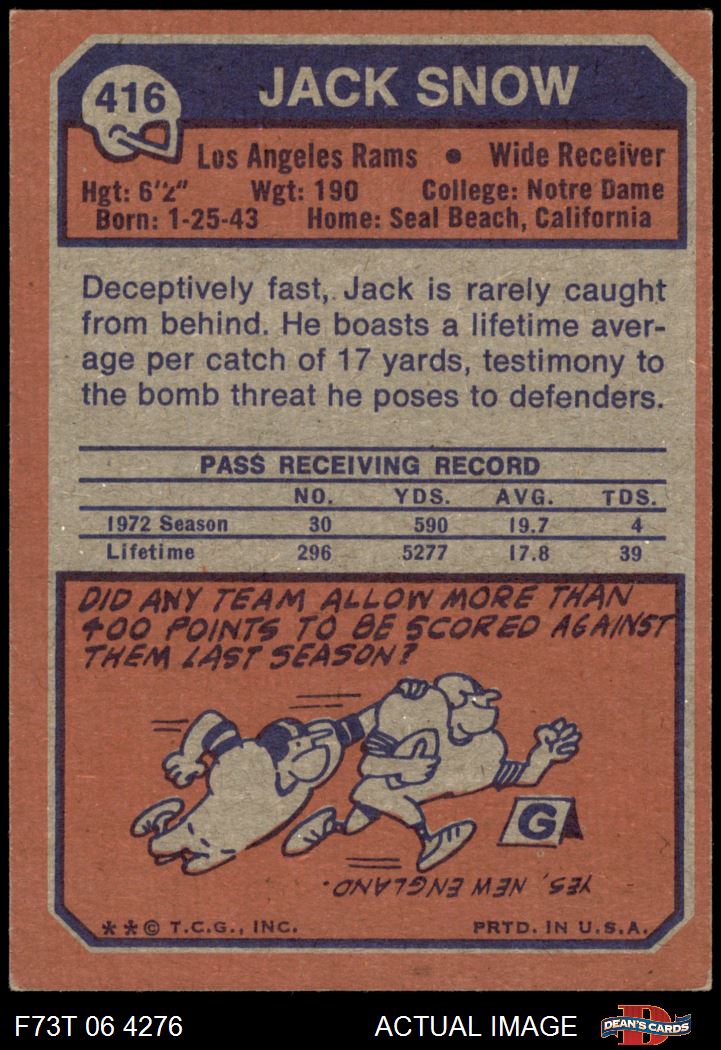 416
JACK SNOW
Los Angeles Rams • Wide Receiver
Hgt: 6'2" Wgt: 190 College: Notre Dame
Born: 1-25-43 Home: Seal Beach, California
Deceptively fast, Jack is rarely caught
from behind. He boasts a lifetime aver-
age per catch of 17 yards, testimony to
the bomb threat he poses to defenders.
PASS RECEIVING RECORD
NO. YDS. AVG. TDS.
1972 Season 30 590 19.7 4
Lifetime 296 5277 17.8 39
DID ANY TEAM ALLOW MORE THAN
400 POINTS TO BE SCORED AGAINST
THEM LAST SEASON?
G
YES, NEW ENGLAND.
**© T.C.G., INC. PRTD. IN U.S.A.
F73T 06 4276 ACTUAL IMAGE D DEAN'S CARDS